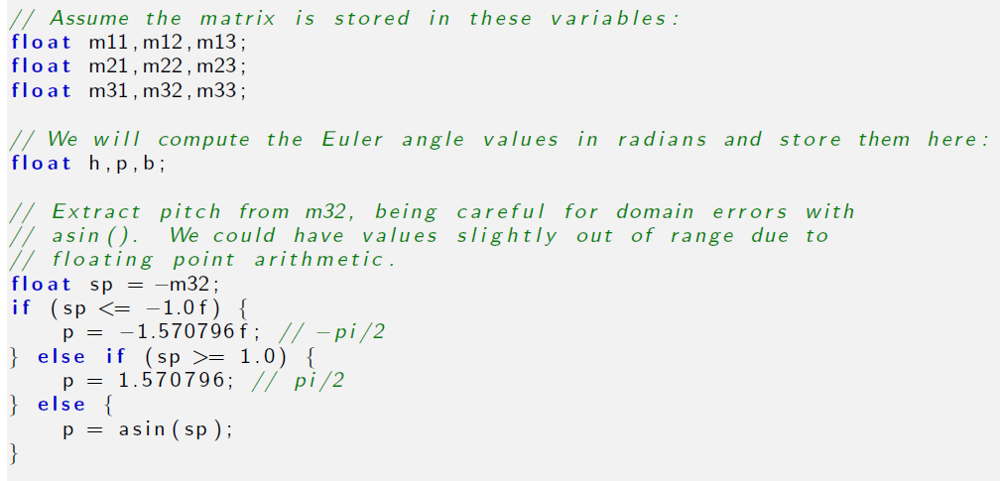 // Assume the matrix is stored in these variables:
float m11,m12,m13;
float m21,m22,m23;
float m31,m32,m33;
// We will compute the Euler angle values in radians and store them here:
float h,p,b;
// Extract pitch from m32, being careful for domain errors with
// asin(). We could have values slightly out of range due to
// floating point arithmetic.
float sp = −m32;
if (sp <= −1.0f) {
p = −1.570796f; // −pi/2
} else if (sp >= 1.0) {
p = 1.570796; // pi/2
} else {
p = asin(sp);
}